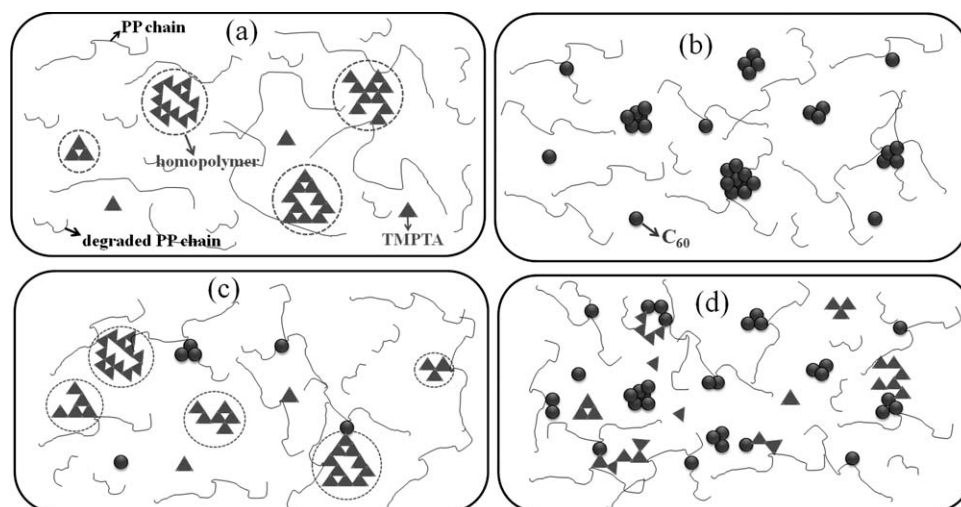 PP chain
(a)
homopolymer
degraded PP chain
TMPTA
(b)
C60
(c)
(d)